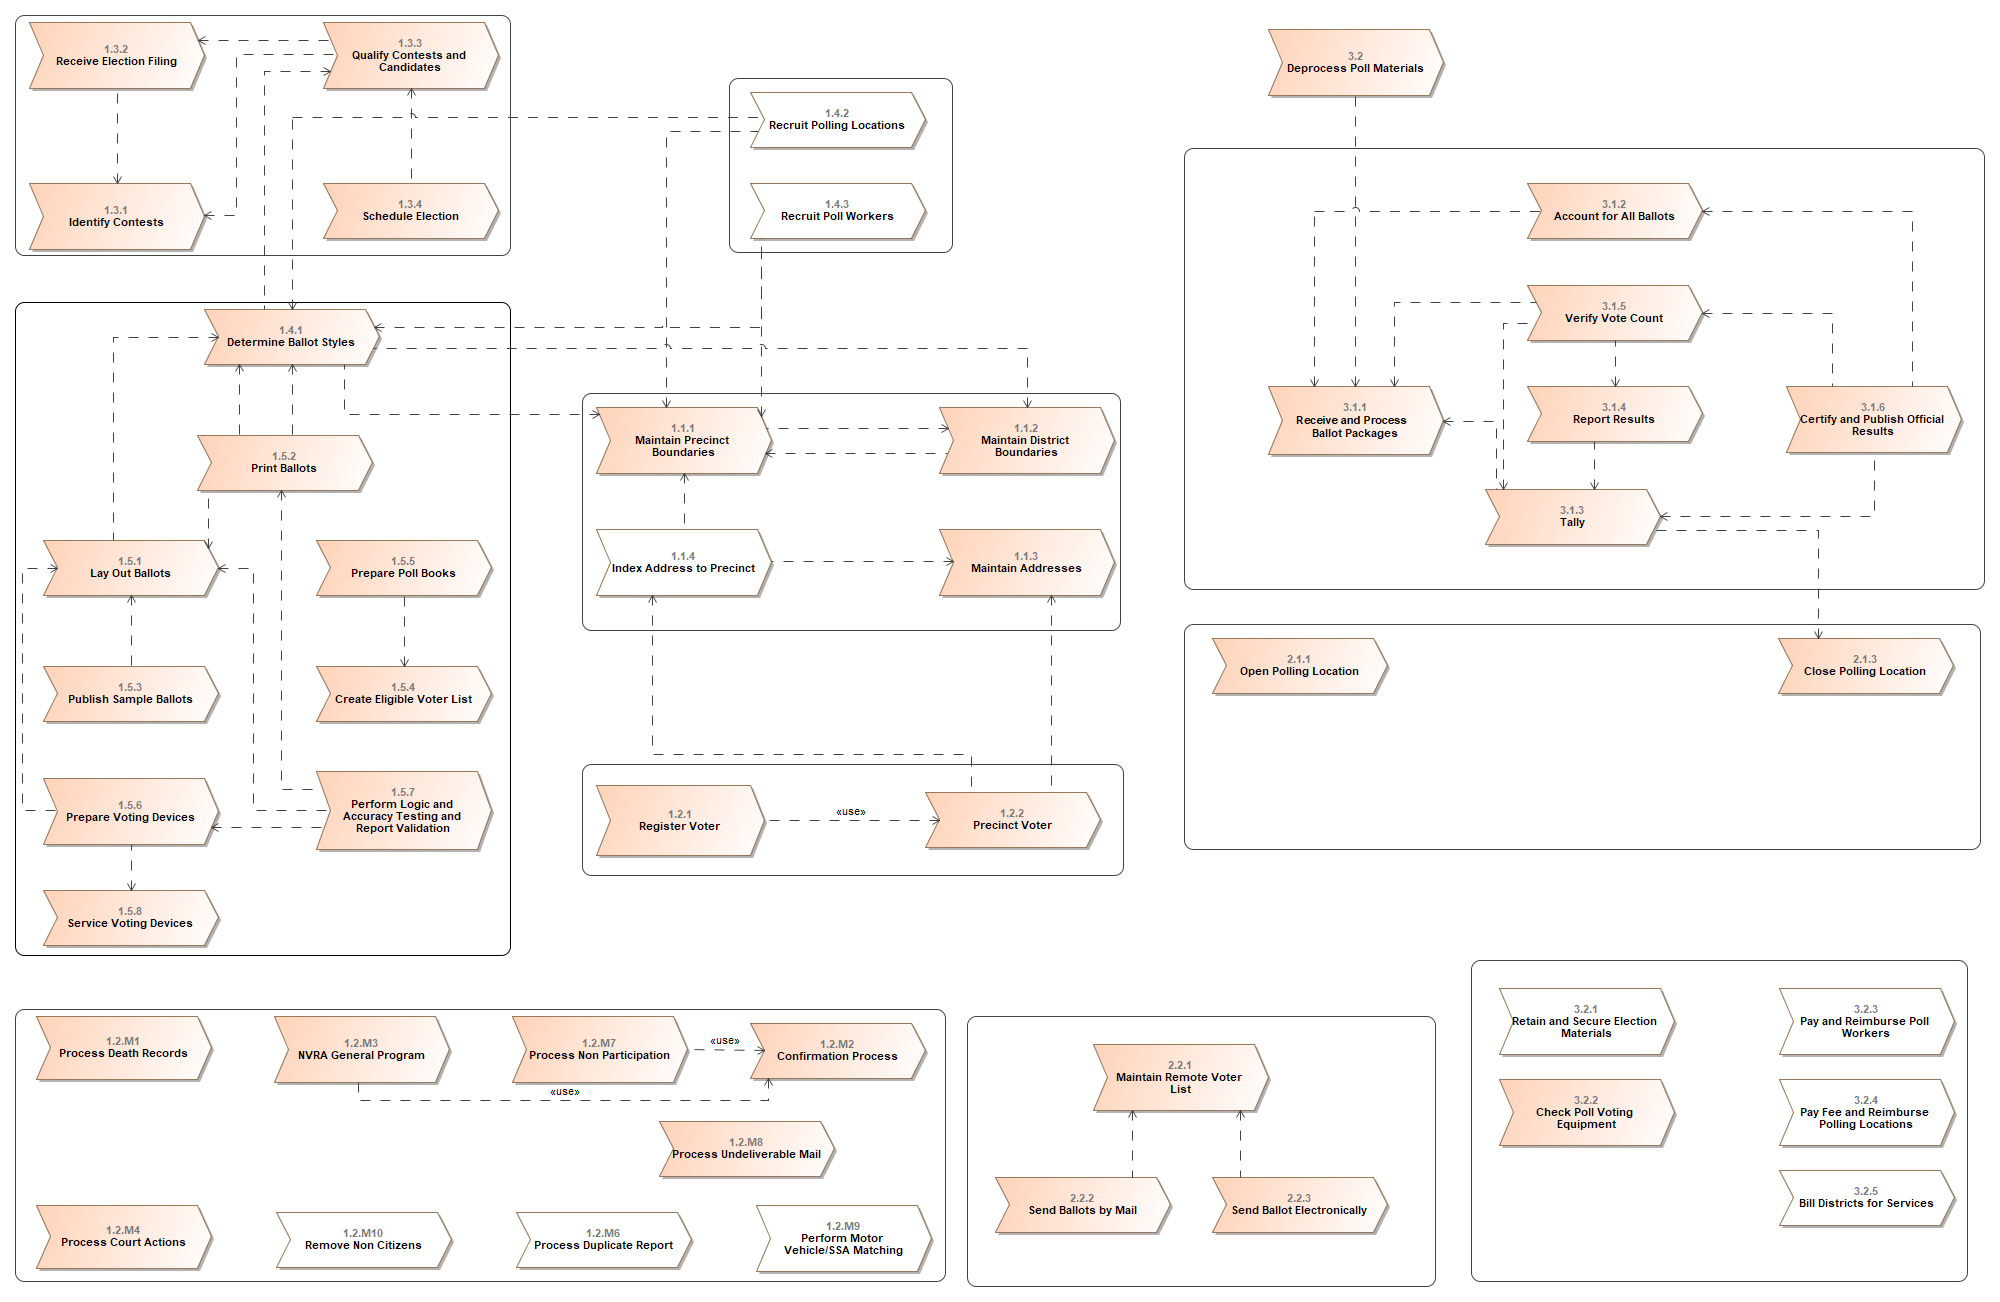 1.3.2
Receive Election Filing
1.3.3
Qualify Contests and
Candidates
1.3.1
Identify Contests
1.3.4
Schedule Election
1.4.2
Recruit Polling Locations
1.4.3
Recruit Poll Workers
3.2
Deprocess Poll Materials
3.1.2
Account for All Ballots
3.1.5
Verify Vote Count
3.1.1
Receive and Process
Ballot Packages
3.1.4
Report Results
3.1.6
Certify and Publish Official
Results
3.1.3
Tally
1.4.1
Determine Ballot Styles
1.5.2
Print Ballots
1.5.1
Lay Out Ballots
1.5.5
Prepare Poll Books
1.5.3
Publish Sample Ballots
1.5.4
Create Eligible Voter List
1.5.6
Prepare Voting Devices
1.5.7
Perform Logic and
Accuracy Testing and
Report Validation
1.5.8
Service Voting Devices
1.1.1
Maintain Precinct
Boundaries
1.1.2
Maintain District
Boundaries
1.1.4
Index Address to Precinct
1.1.3
Maintain Addresses
1.2.1
Register Voter
«use»
1.2.2
Precinct Voter
2.1.1
Open Polling Location
2.1.3
Close Polling Location
1.2.M1
Process Death Records
1.2.M3
NVRA General Program
1.2.M7
Process Non Participation
«use»
1.2.M2
Confirmation Process
«use»
1.2.M8
Process Undeliverable Mail
1.2.M4
Process Court Actions
1.2.M10
Remove Non Citizens
1.2.M6
Process Duplicate Report
1.2.M9
Perform Motor
Vehicle/SSA Matching
2.2.1
Maintain Remote Voter
List
2.2.2
Send Ballots by Mail
2.2.3
Send Ballot Electronically
3.2.1
Retain and Secure Election
Materials
3.2.3
Pay and Reimburse Poll
Workers
3.2.2
Check Poll Voting
Equipment
3.2.4
Pay Fee and Reimburse
Polling Locations
3.2.5
Bill Districts for Services